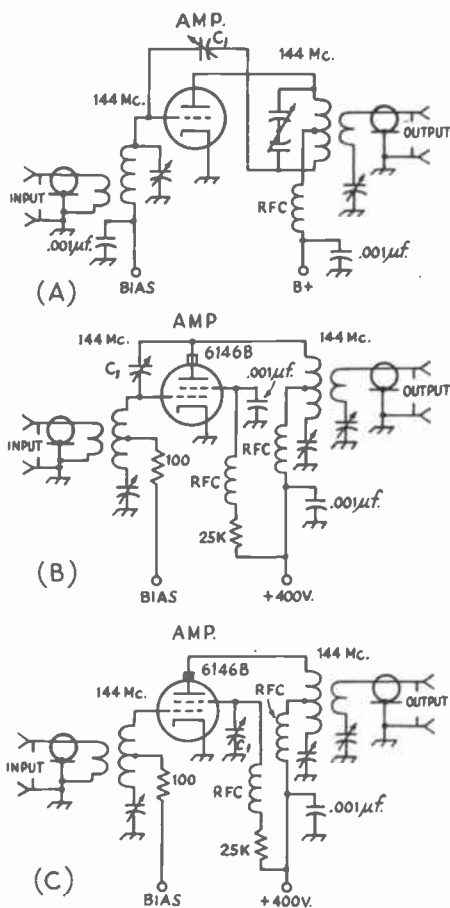 AMP.
C1
144 Mc.
144 Mc.
OUTPUT
INPUT
RFC
.001µf.
.001µf.
(A)
BIAS
B+
AMP
144 Mc.
144 Mc.
6146B
C1
.001µf.
OUTPUT
INPUT
100
RFC
RFC
.001µf.
25K
(B)
BIAS
+400V.
AMP.
6146B
144 Mc.
144 Mc.
RFC
OUTPUT
C1
INPUT
100
RFC
.001µf.
25K
(C)
BIAS
+400V.